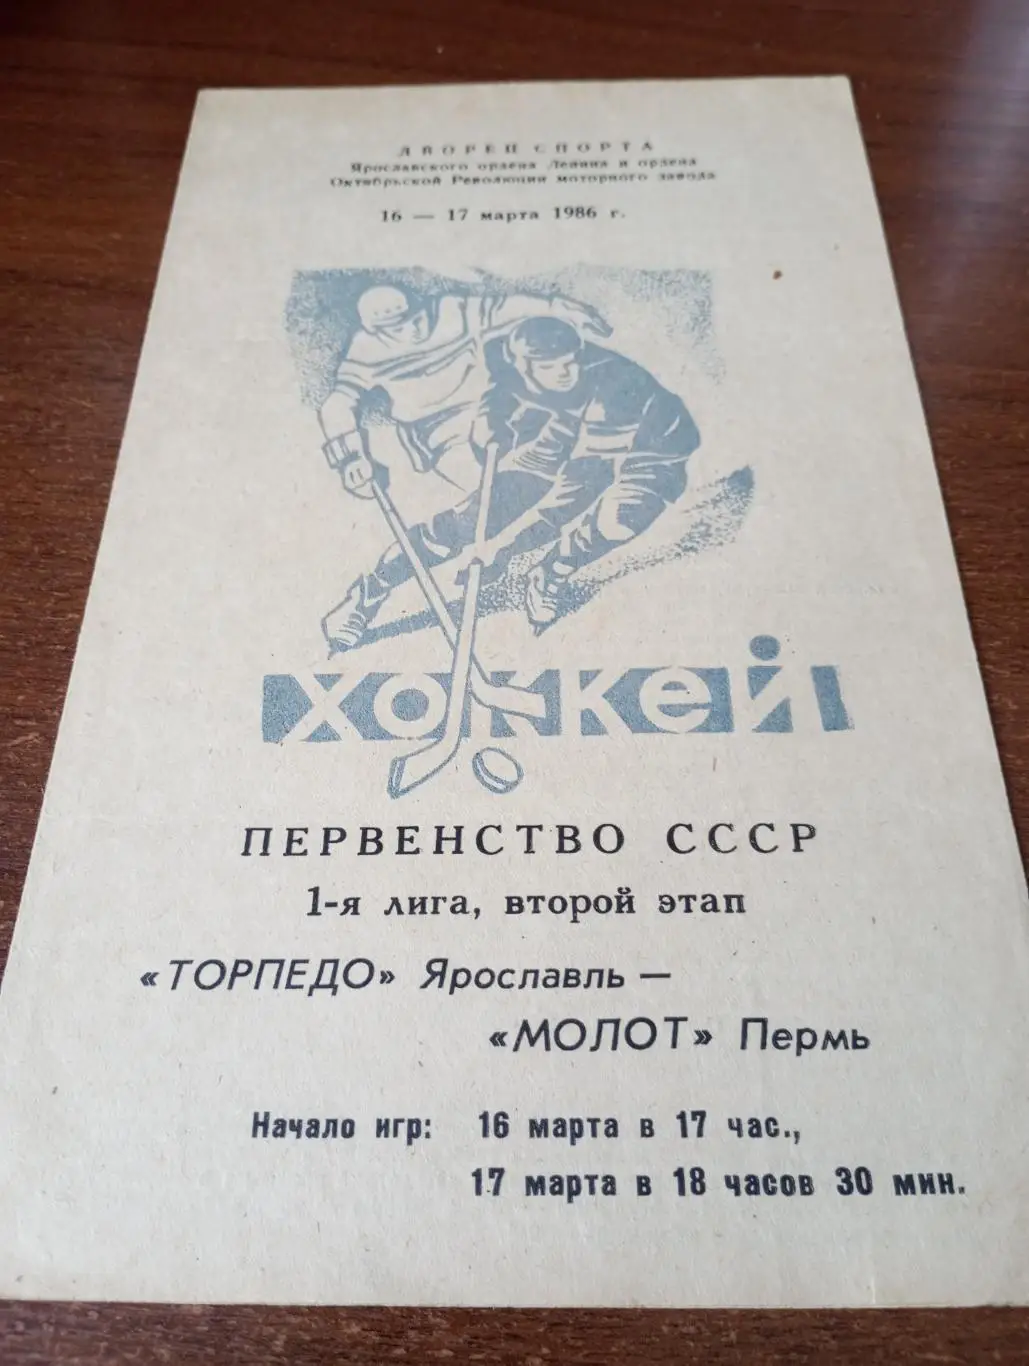 ДВОРЕЦ СПОРТА
Ярославского ордена Ленина и ордена
Октябрьской Революции моторного завода
16 — 17 марта 1986 г.
хоккей
ПЕРВЕНСТВО СССР
1-я лига, второй этап
«ТОРПЕДО» Ярославль —
«МОЛОТ» Пермь
Начало игр: 16 марта в 17 час.,
17 марта в 18 часов 30 мин.